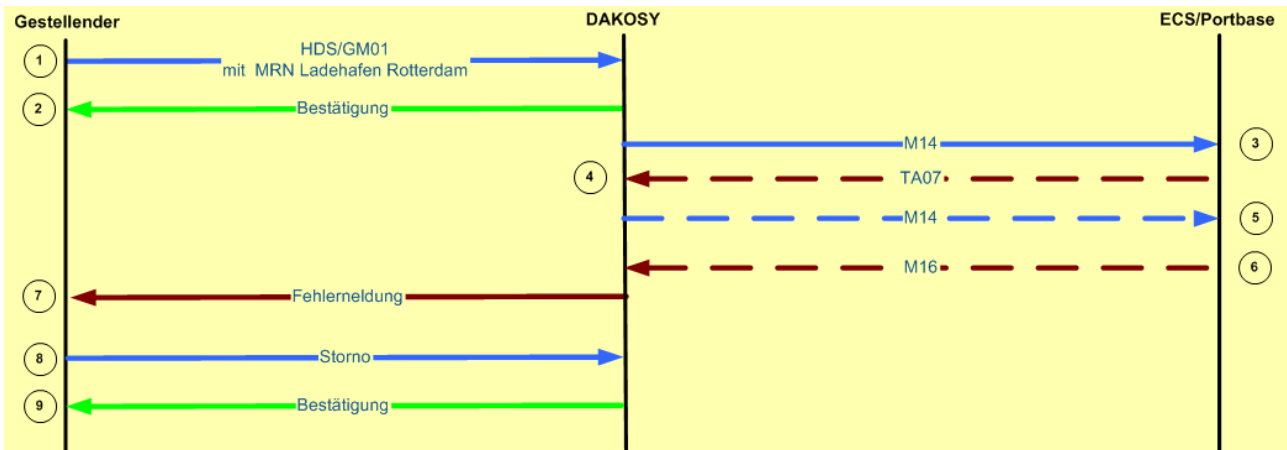 Gestellender
DAKOSY
ECS/Portbase
1
HDS/GM01
mit MRN Ladehafen Rotterdam
2
Bestätigung
M14
3
4
TA07
M14
5
M16
6
7
Fehlerneldung
8
Storno
9
Bestätigung